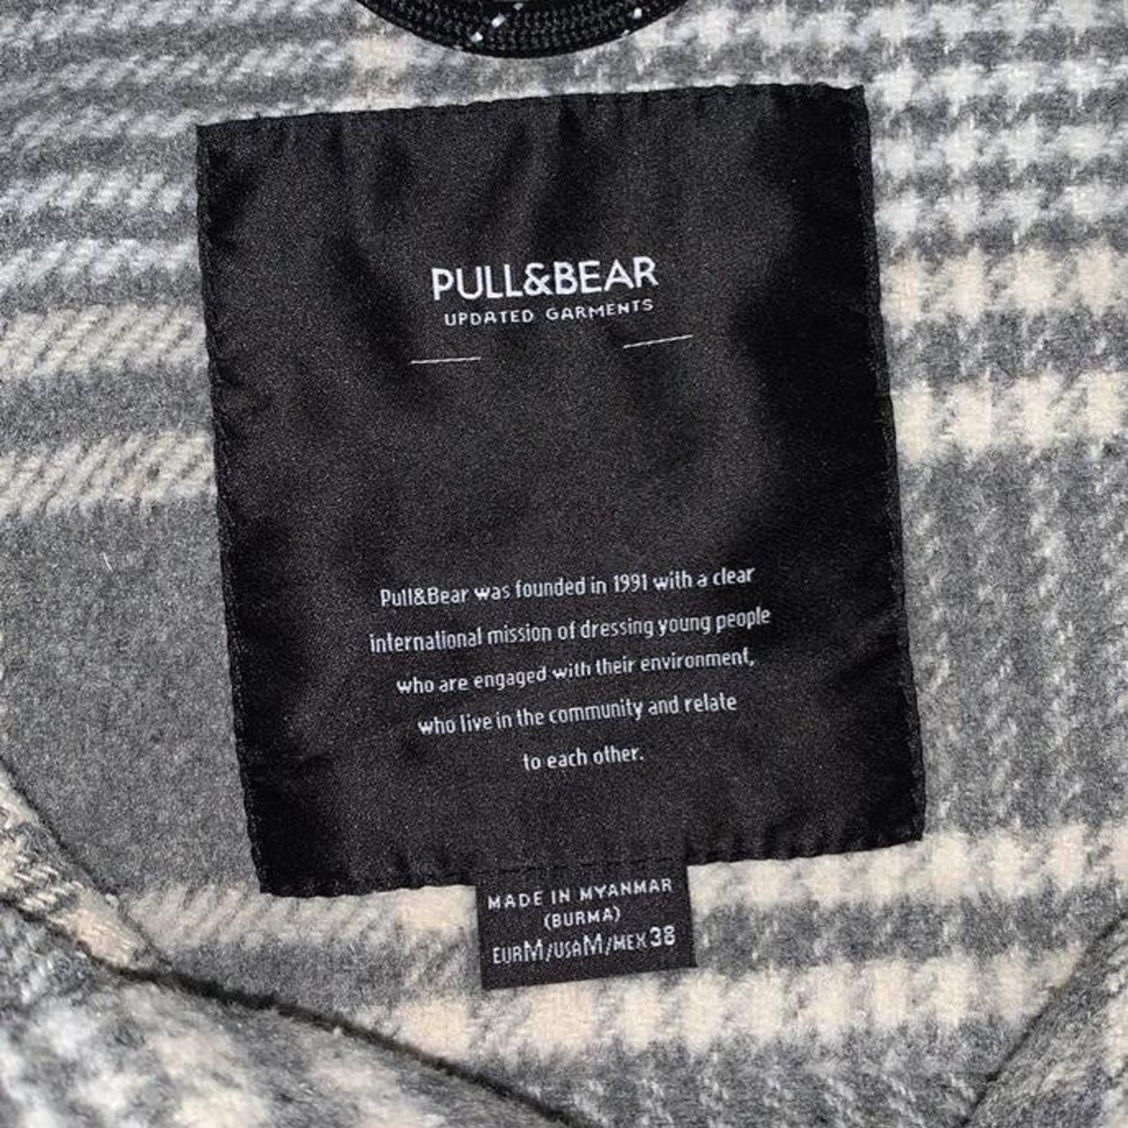 PULL&BEAR
UPDATED GARMENTS
Pull&Bear was founded in 1991 with a clear
international mission of dressing young people
who are engaged with their environment,
who live in the community and relate
to each other.
MADE IN MYANMAR
(BURMA)
EURM/USAM/MEX38